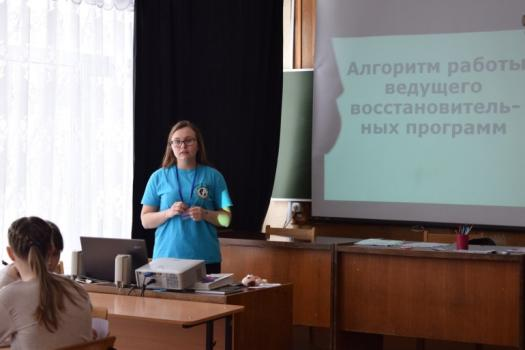 Алгоритм работы
ведущего
восстановитель-
ных программ